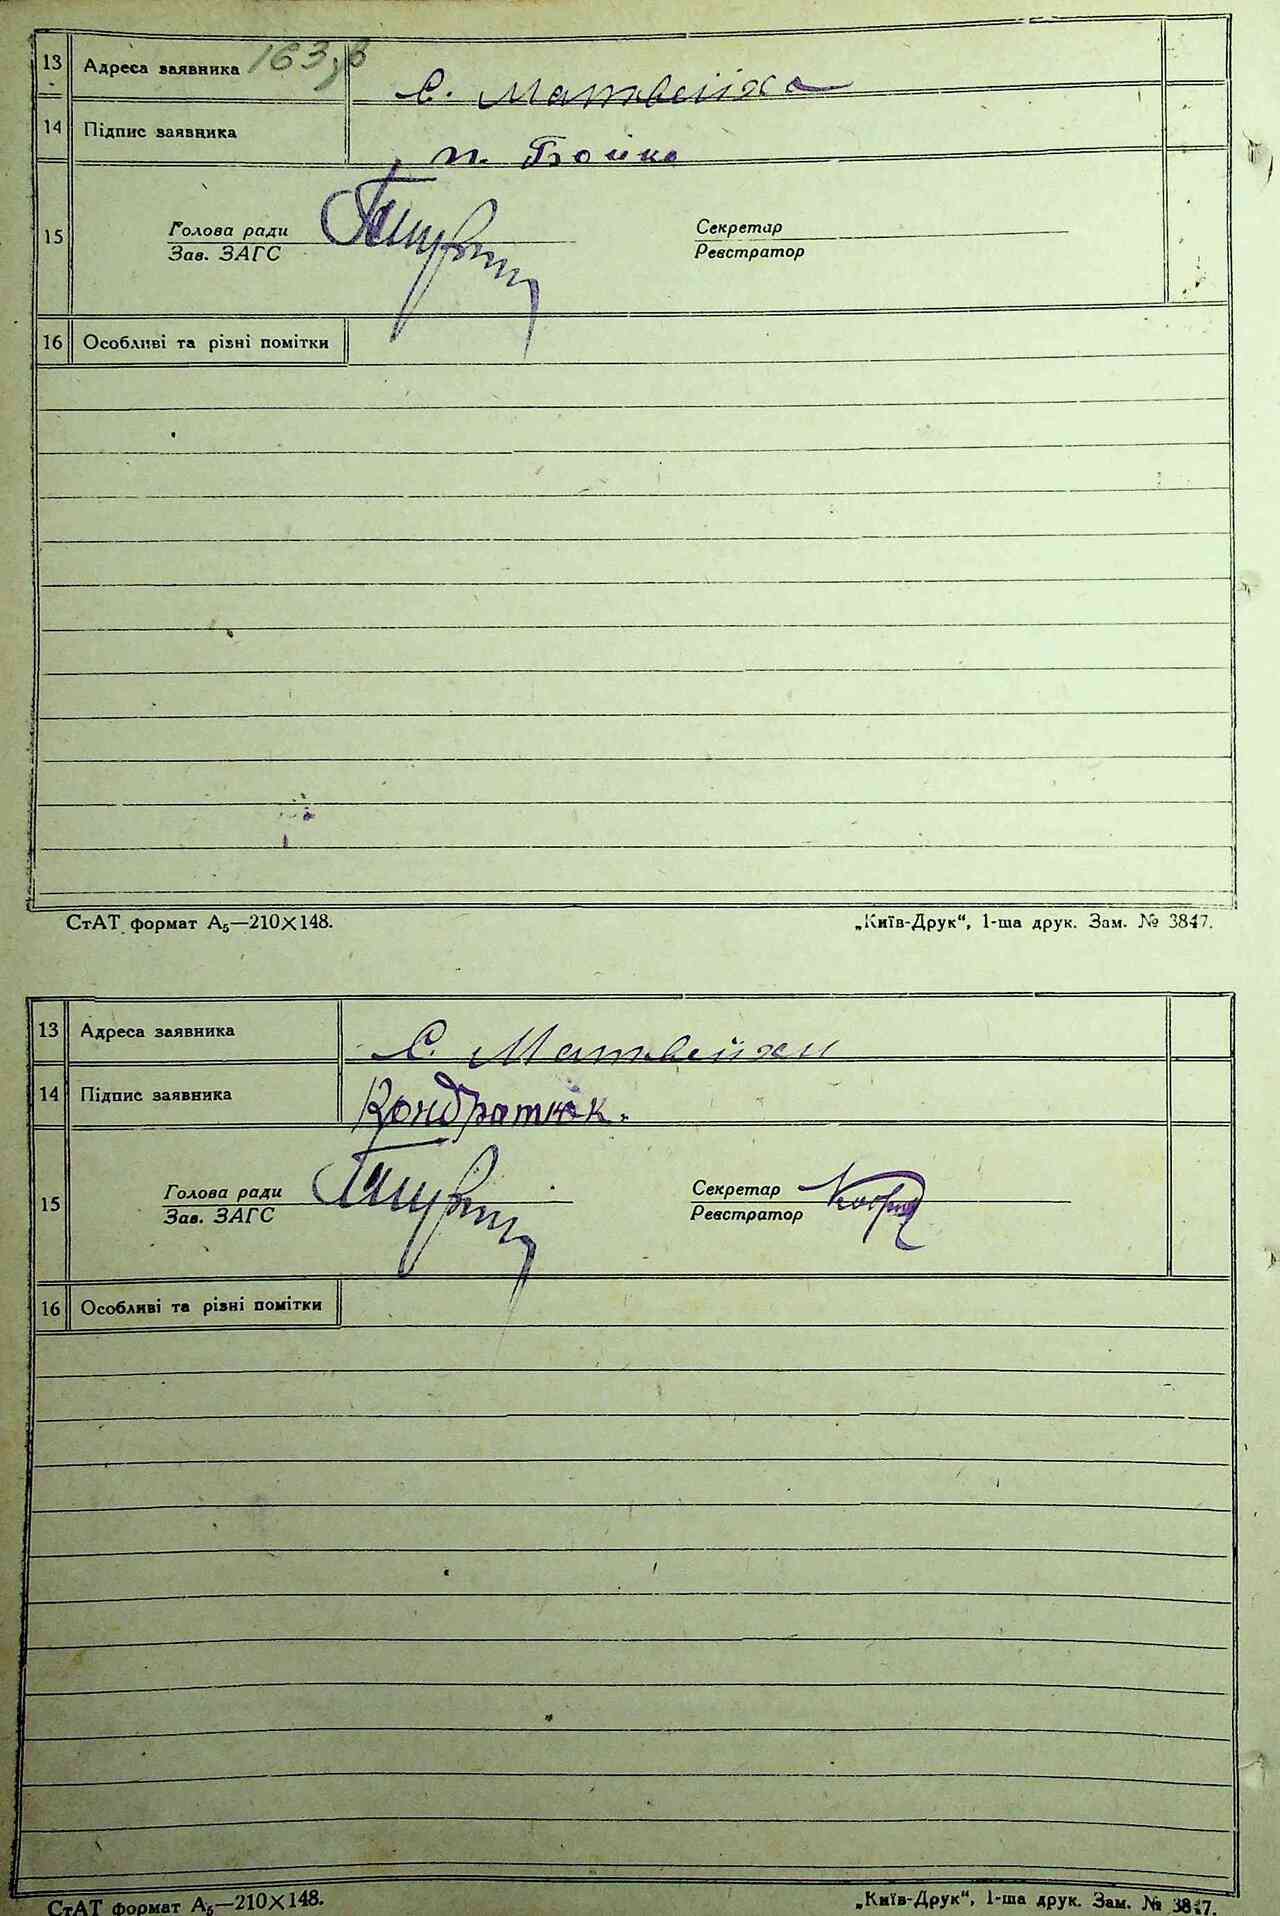 163,в
13 Адреса заявника с. Матвейха
14 Підпис заявника п. Бойко
15 Голова ради Секретар
Зав. ЗАГС Реєстратор
16 Особливі та різні помітки
СтАТ формат А5—210×148. „Київ-Друк“, 1-ша друк. Зам. № 3847.
13 Адреса заявника с. Матвейхи
14 Підпис заявника Кондратюк.
15 Голова ради Секретар
Зав. ЗАГС Реєстратор
16 Особливі та різні помітки
СтАТ формат А5—210×148. „Київ-Друк“, 1-ша друк. Зам. № 3847.